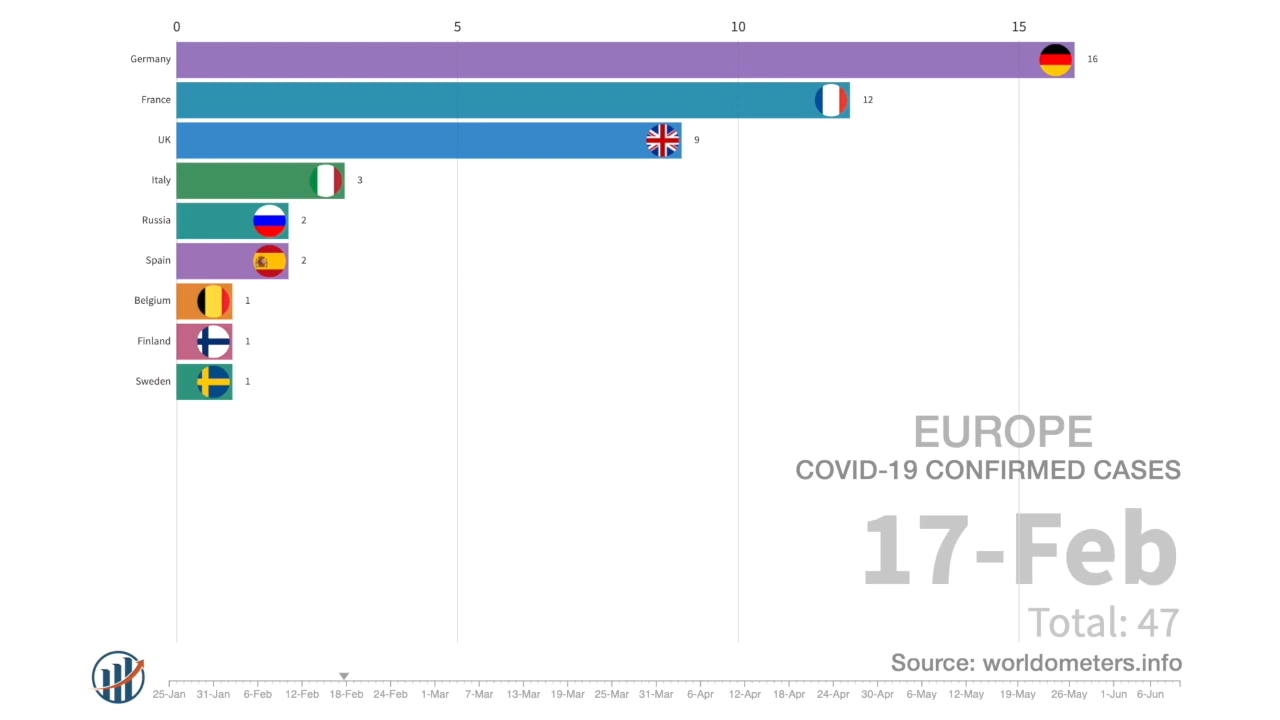 0 5 10 15
Germany 16
France 12
UK 9
Italy 3
Russia 2
Spain 2
Belgium 1
Finland 1
Sweden 1
EUROPE
COVID-19 CONFIRMED CASES
17-Feb
Total: 47
Source: worldometers.info
25-Jan 31-Jan 6-Feb 12-Feb 18-Feb 24-Feb 1-Mar 7-Mar 13-Mar 19-Mar 25-Mar 31-Mar 6-Apr 12-Apr 18-Apr 24-Apr 30-Apr 6-May 12-May 19-May 26-May 1-Jun 6-Jun